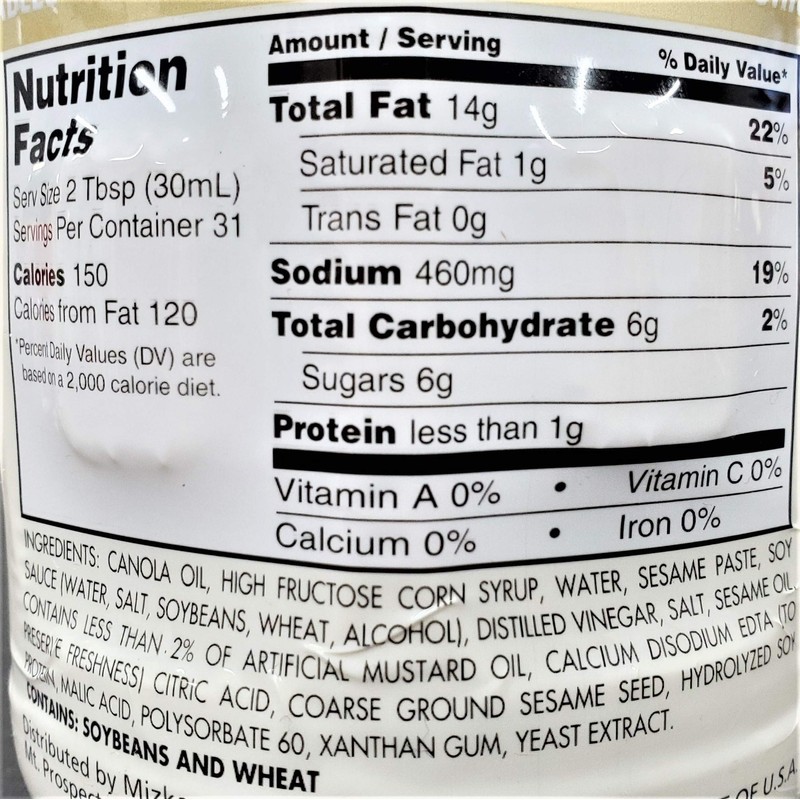 Nutrition
Facts
Serv Size 2 Tbsp (30mL)
Servings Per Container 31
Calories 150
Calories from Fat 120
*Percent Daily Values (DV) are
based on a 2,000 calorie diet.
Amount / Serving % Daily Value*
Total Fat 14g 22%
Saturated Fat 1g 5%
Trans Fat 0g
Sodium 460mg 19%
Total Carbohydrate 6g 2%
Sugars 6g
Protein less than 1g
Vitamin A 0% • Vitamin C 0%
Calcium 0% • Iron 0%
INGREDIENTS: CANOLA OIL, HIGH FRUCTOSE CORN SYRUP, WATER, SESAME PASTE, SOY
SAUCE (WATER, SALT, SOYBEANS, WHEAT, ALCOHOL), DISTILLED VINEGAR, SALT, SESAME OIL,
CONTAINS LESS THAN 2% OF ARTIFICIAL MUSTARD OIL, CALCIUM DISODIUM EDTA (TO
PRESERVE FRESHNESS) CITRIC ACID, COARSE GROUND SESAME SEED, HYDROLYZED SOY
PROTEIN, MALIC ACID, POLYSORBATE 60, XANTHAN GUM, YEAST EXTRACT.
CONTAINS: SOYBEANS AND WHEAT
Distributed by
Mt. Prospect
OF U.S.A.